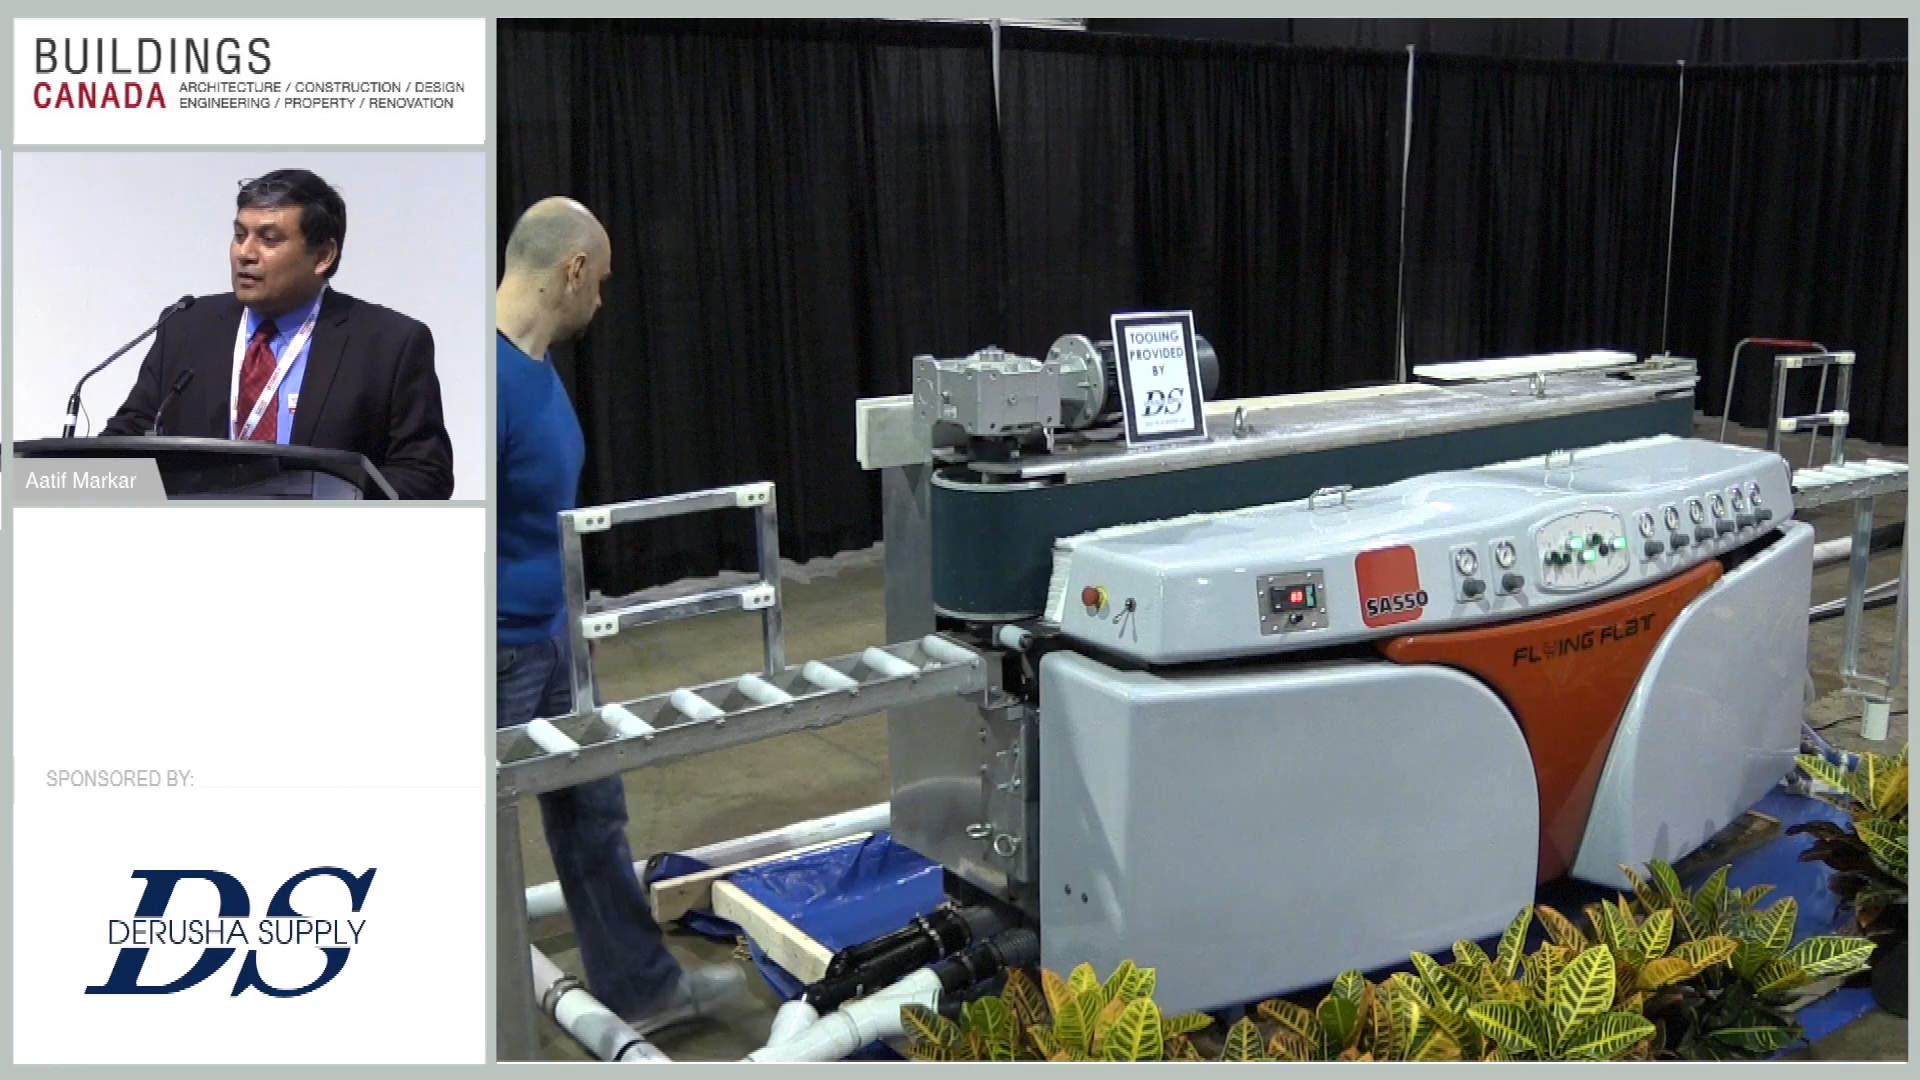 BUILDINGS
CANADA
ARCHITECTURE / CONSTRUCTION / DESIGN
ENGINEERING / PROPERTY / RENOVATION
Aatif Markar
SPONSORED BY:
DS
DERUSHA SUPPLY
TOOLING
PROVIDED
BY
DS
SASSO
FLYING FLAT